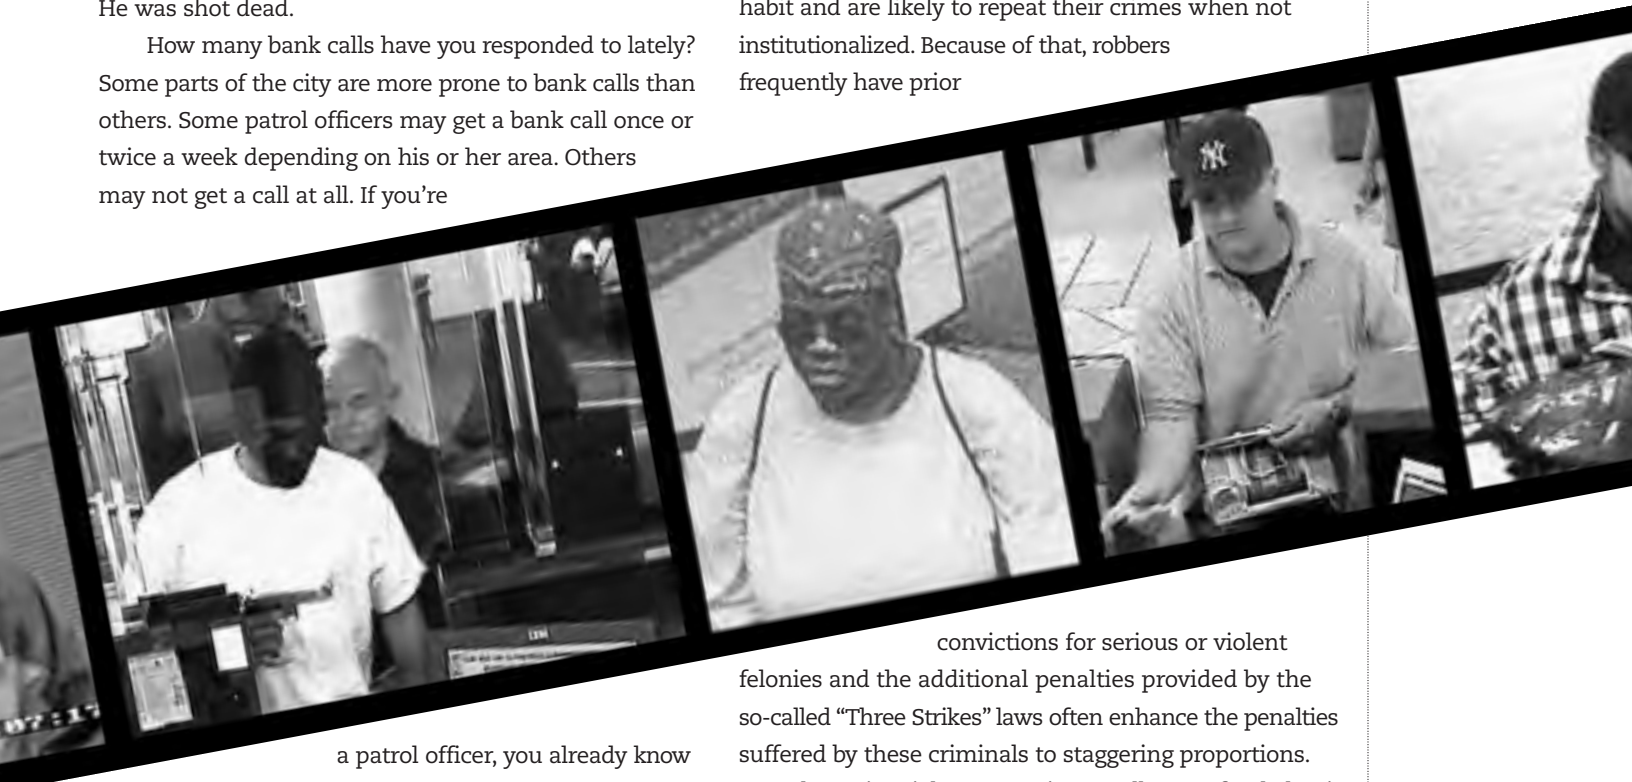 He was shot dead.
How many bank calls have you responded to lately?
Some parts of the city are more prone to bank calls than
others. Some patrol officers may get a bank call once or
twice a week depending on his or her area. Others
may not get a call at all. If you're
a patrol officer, you already know
habit and are likely to repeat their crimes when not
institutionalized. Because of that, robbers
frequently have prior
convictions for serious or violent
felonies and the additional penalties provided by the
so-called “Three Strikes” laws often enhance the penalties
suffered by these criminals to staggering proportions.
NY
IBM
07:17